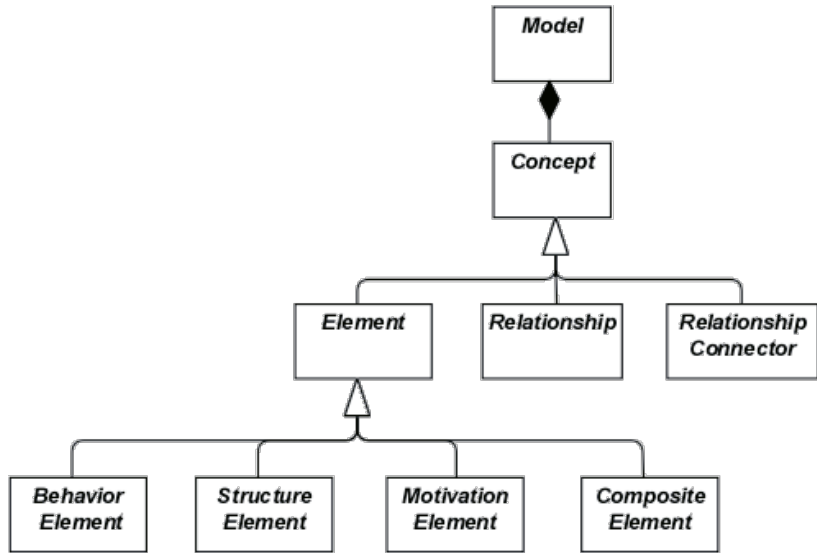 Model
Concept
Element
Relationship
Relationship
Connector
Behavior
Element
Structure
Element
Motivation
Element
Composite
Element